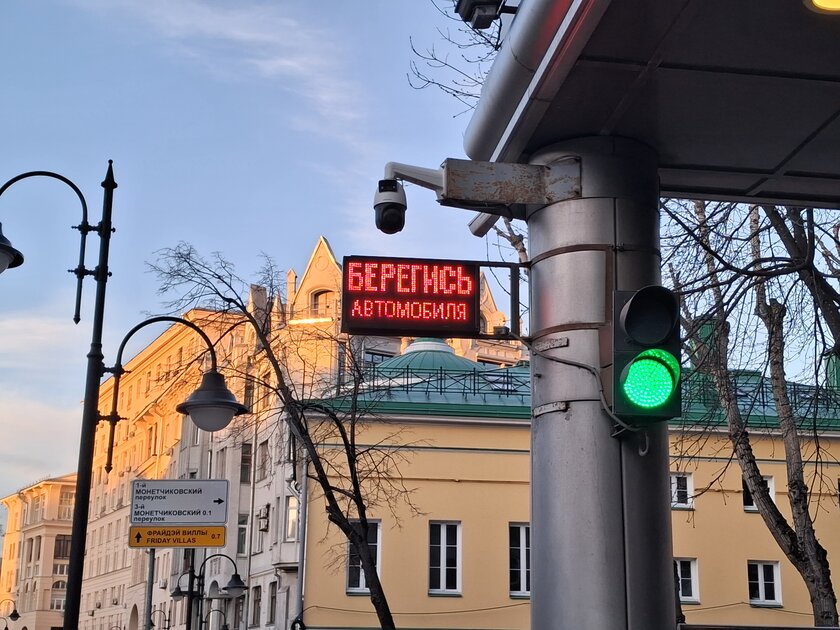 БЕРЕГИСЬ
АВТОМОБИЛЯ
1-й
МОНЕТЧИКОВСКИЙ
переулок
3-й
МОНЕТЧИКОВСКИЙ 0.1
переулок
ФРАЙДЭЙ ВИЛЛЫ
FRIDAY VILLAS 0.7